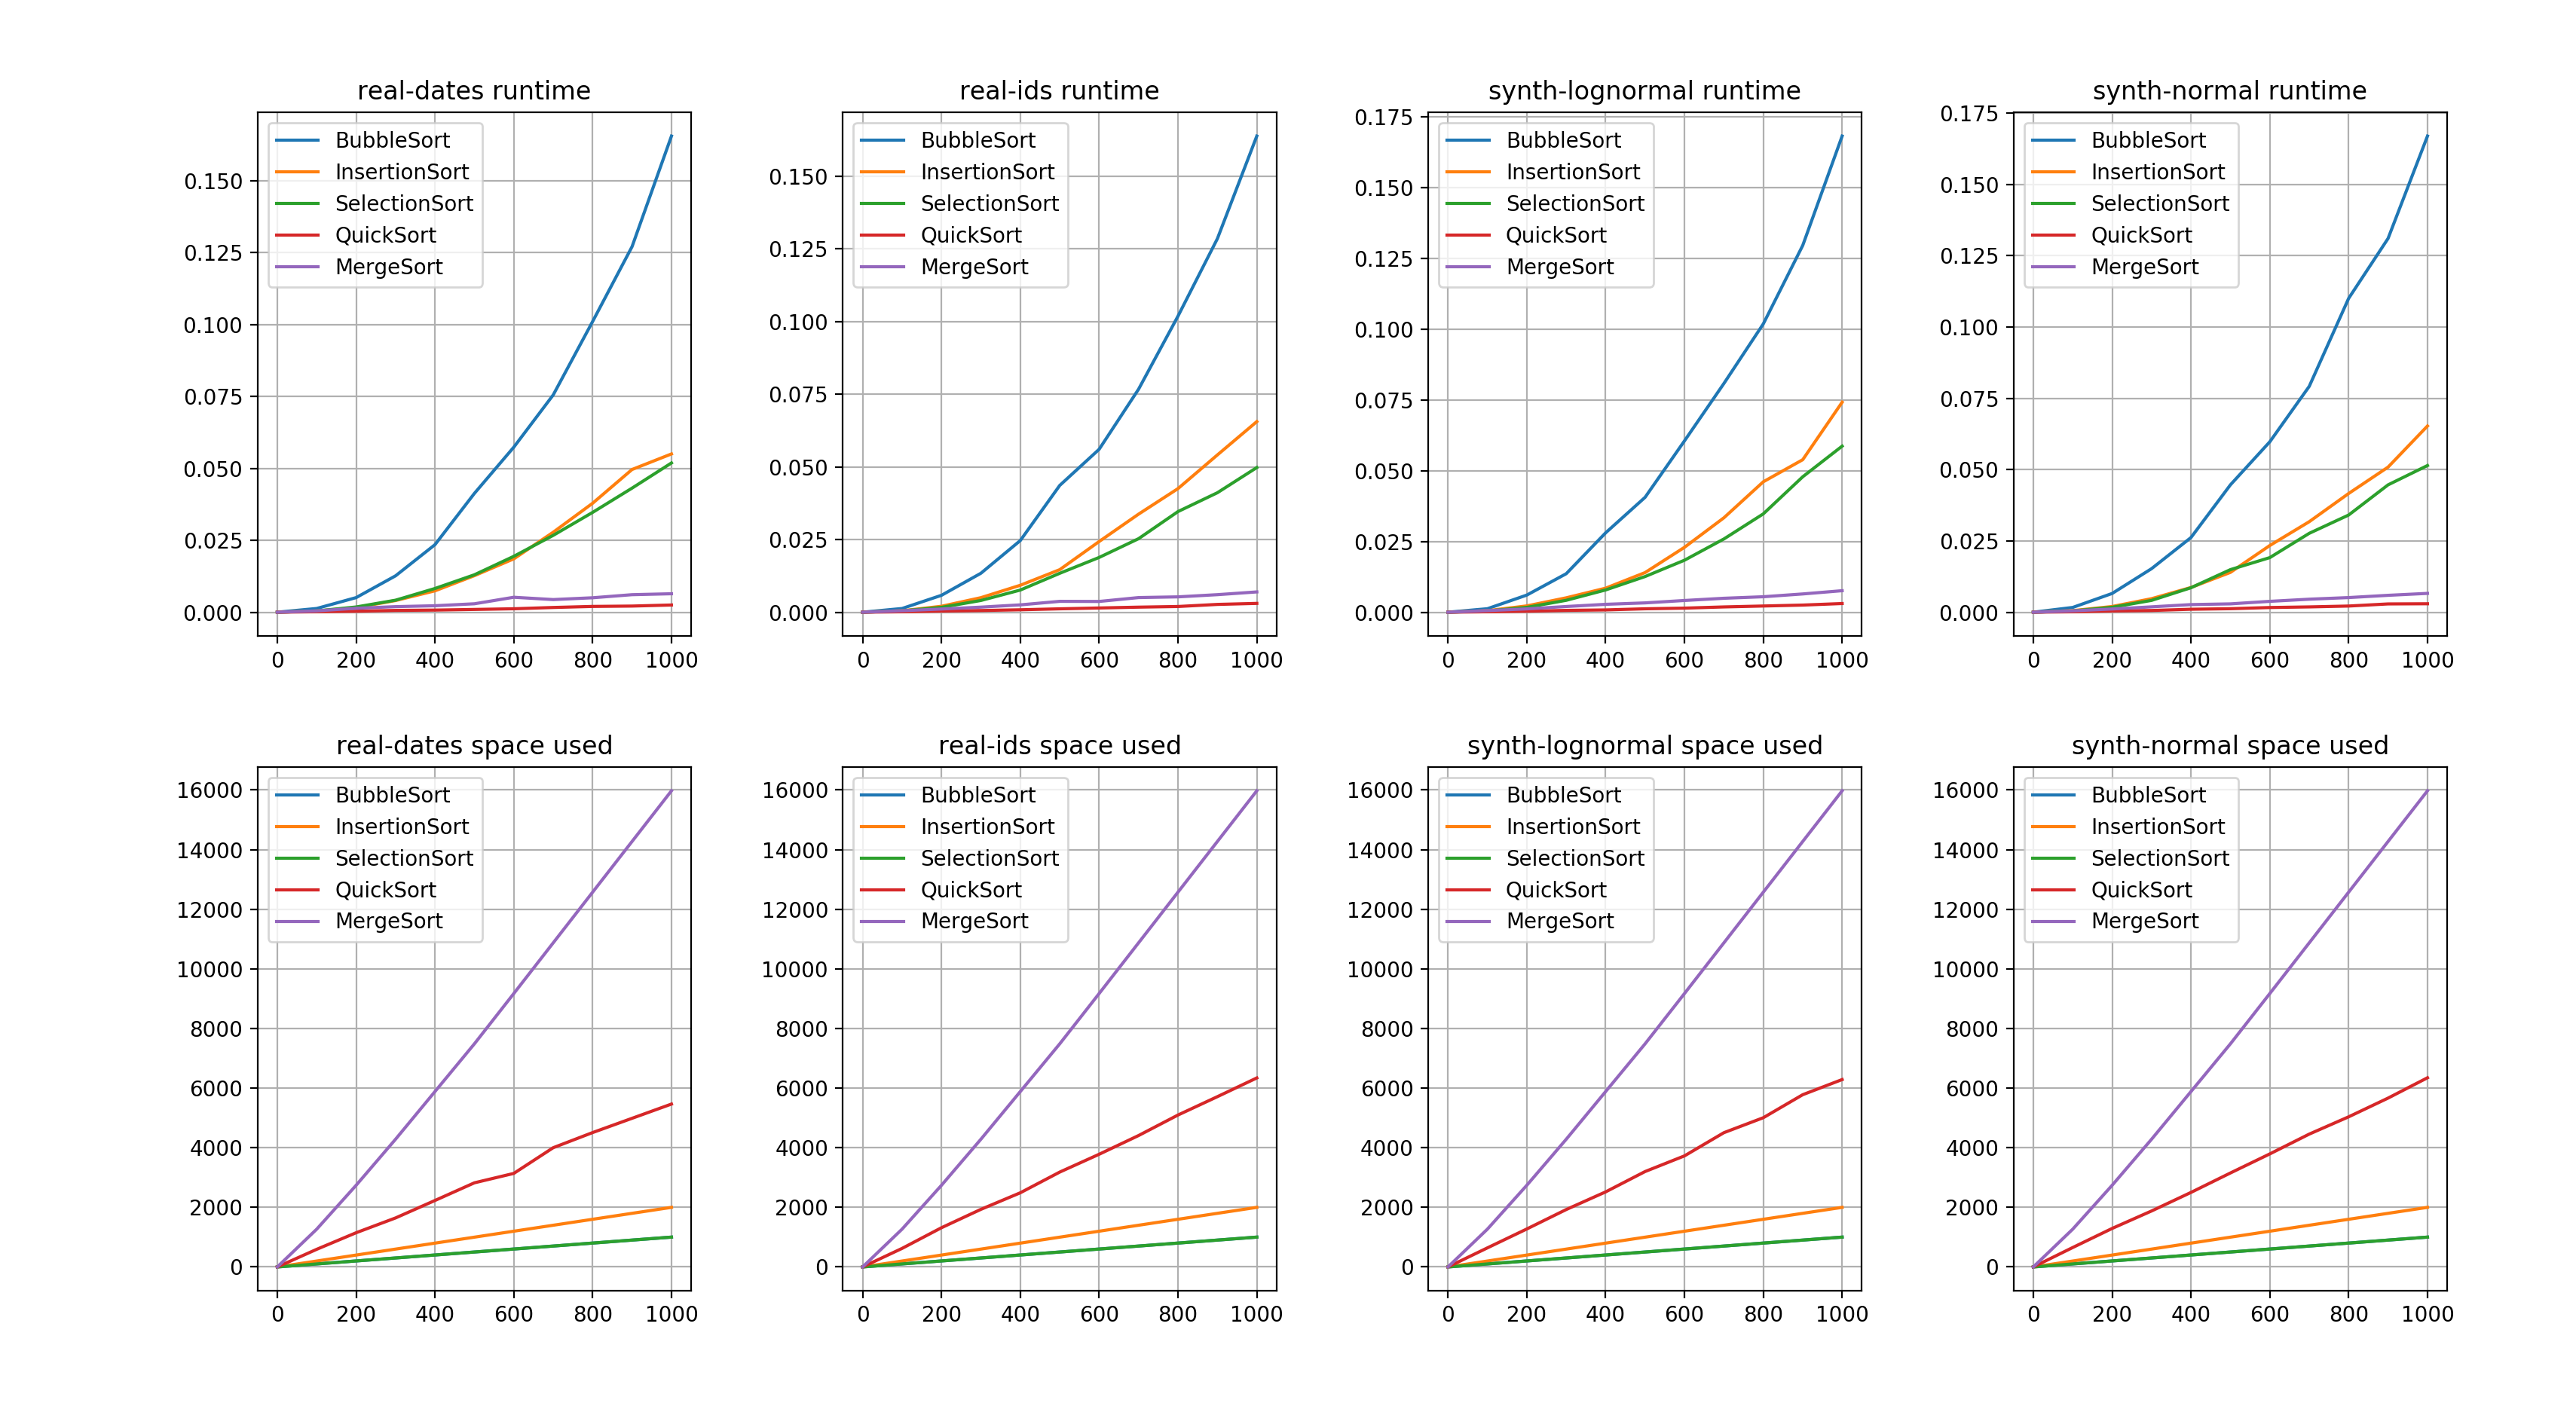 real-dates runtime
BubbleSort
InsertionSort
SelectionSort
QuickSort
MergeSort
0.150
0.125
0.100
0.075
0.050
0.025
0.000
0 200 400 600 800 1000
real-ids runtime
BubbleSort
InsertionSort
SelectionSort
QuickSort
MergeSort
0.150
0.125
0.100
0.075
0.050
0.025
0.000
0 200 400 600 800 1000
synth-lognormal runtime
BubbleSort
InsertionSort
SelectionSort
QuickSort
MergeSort
0.175
0.150
0.125
0.100
0.075
0.050
0.025
0.000
0 200 400 600 800 1000
synth-normal runtime
BubbleSort
InsertionSort
SelectionSort
QuickSort
MergeSort
0.175
0.150
0.125
0.100
0.075
0.050
0.025
0.000
0 200 400 600 800 1000
real-dates space used
BubbleSort
InsertionSort
SelectionSort
QuickSort
MergeSort
16000
14000
12000
10000
8000
6000
4000
2000
0
0 200 400 600 800 1000
real-ids space used
BubbleSort
InsertionSort
SelectionSort
QuickSort
MergeSort
16000
14000
12000
10000
8000
6000
4000
2000
0
0 200 400 600 800 1000
synth-lognormal space used
BubbleSort
InsertionSort
SelectionSort
QuickSort
MergeSort
16000
14000
12000
10000
8000
6000
4000
2000
0
0 200 400 600 800 1000
synth-normal space used
BubbleSort
InsertionSort
SelectionSort
QuickSort
MergeSort
16000
14000
12000
10000
8000
6000
4000
2000
0
0 200 400 600 800 1000